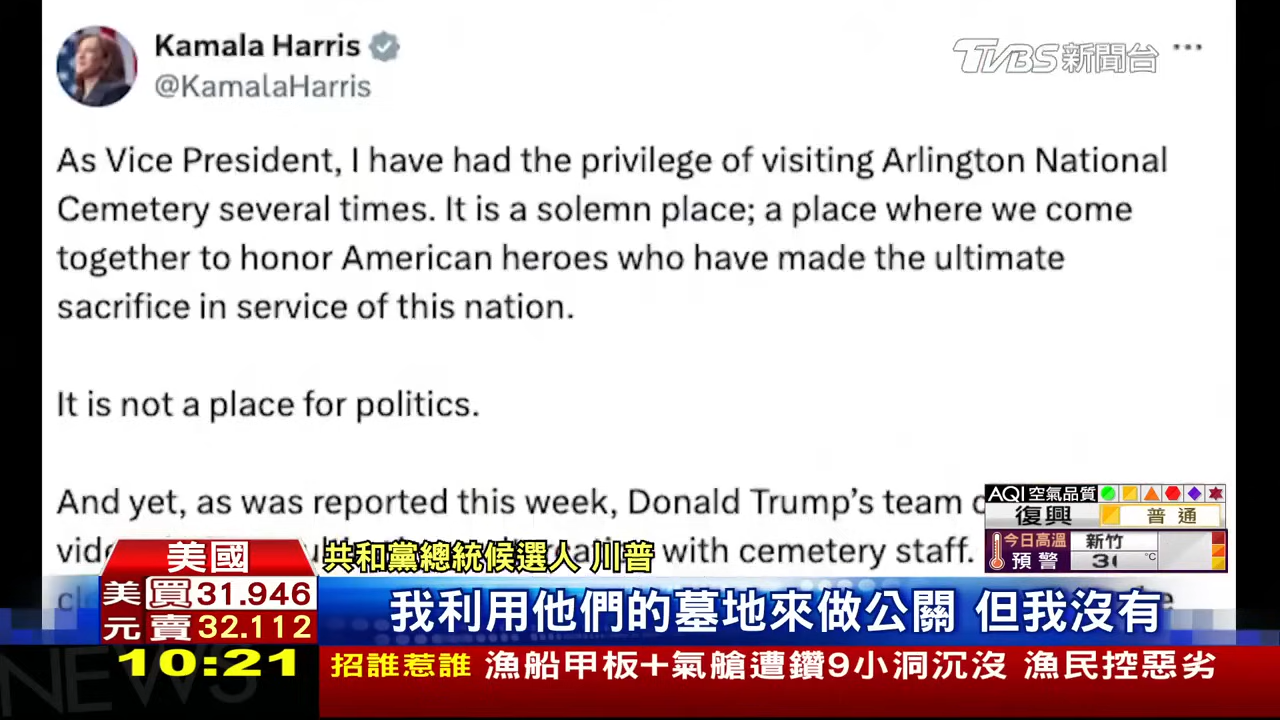 Kamala Harris
@KamalaHarris
TVBS新聞台
As Vice President, I have had the privilege of visiting Arlington National
Cemetery several times. It is a solemn place; a place where we come
together to honor American heroes who have made the ultimate
sacrifice in service of this nation.
It is not a place for politics.
And yet, as was reported this week, Donald Trump’s team
with cemetery staff.
AQI 空氣品質
復興
普通
今日高溫
預警
新竹
℃
美國
美元
買 31.946
賣 32.112
共和黨總統候選人 川普
我利用他們的墓地來做公關 但我沒有
10:21
招誰惹誰 漁船甲板+氣艙遭鑽9小洞沉沒 漁民控惡劣
NEWS